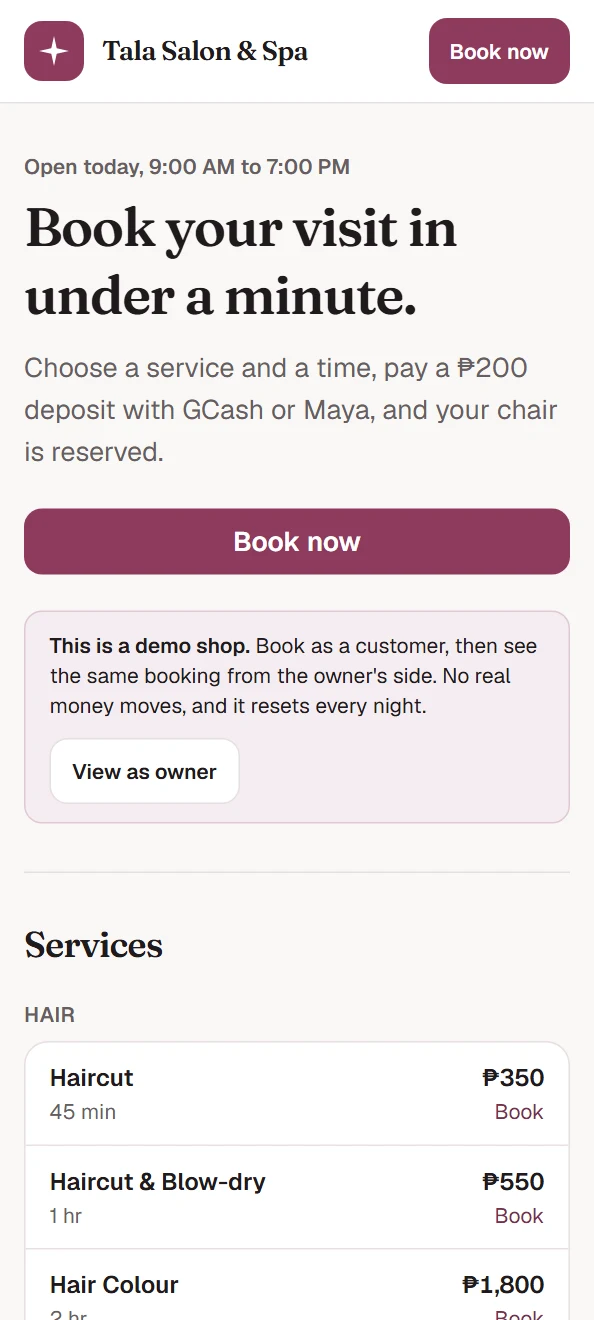 Tala Salon & Spa
Book now
Open today, 9:00 AM to 7:00 PM
Book your visit in
under a minute.
Choose a service and a time, pay a ₱200
deposit with GCash or Maya, and your chair
is reserved.
Book now
This is a demo shop. Book as a customer, then see
the same booking from the owner's side. No real
money moves, and it resets every night.
View as owner
Services
HAIR
Haircut ₱350
45 min Book
Haircut & Blow-dry ₱550
1 hr Book
Hair Colour ₱1,800
2 hr Book